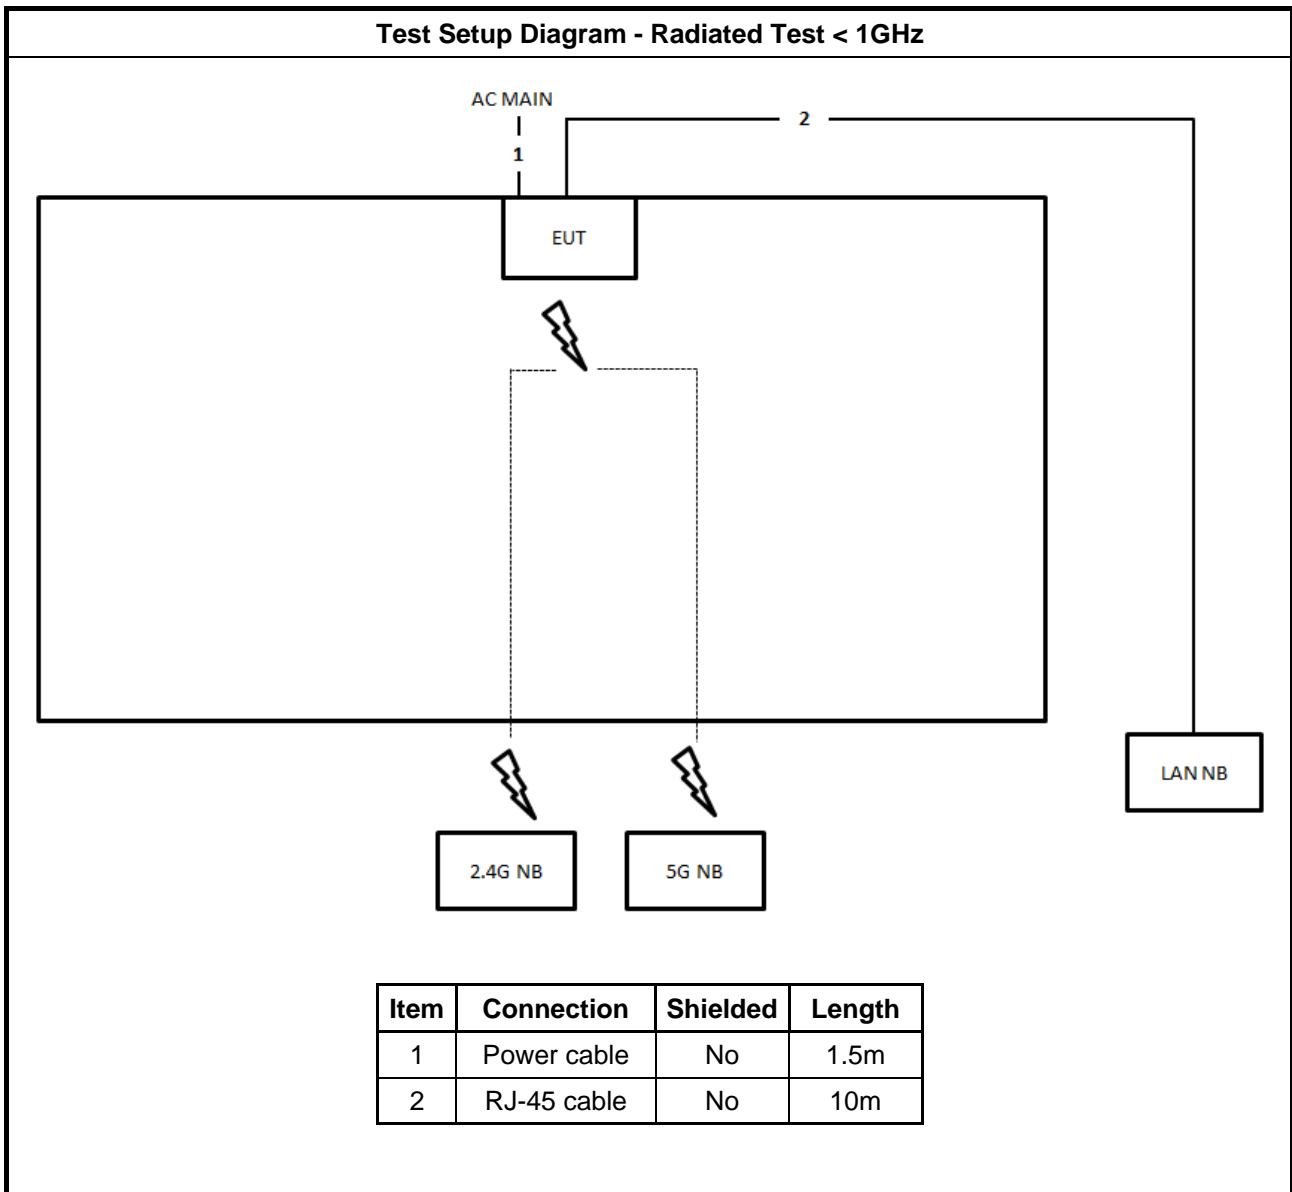 Test Setup Diagram - Radiated Test < 1GHz
AC MAIN
2
1
EUT
LAN NB
2.4G NB
5G NB
Item Connection Shielded Length
1 Power cable No 1.5m
2 RJ-45 cable No 10m